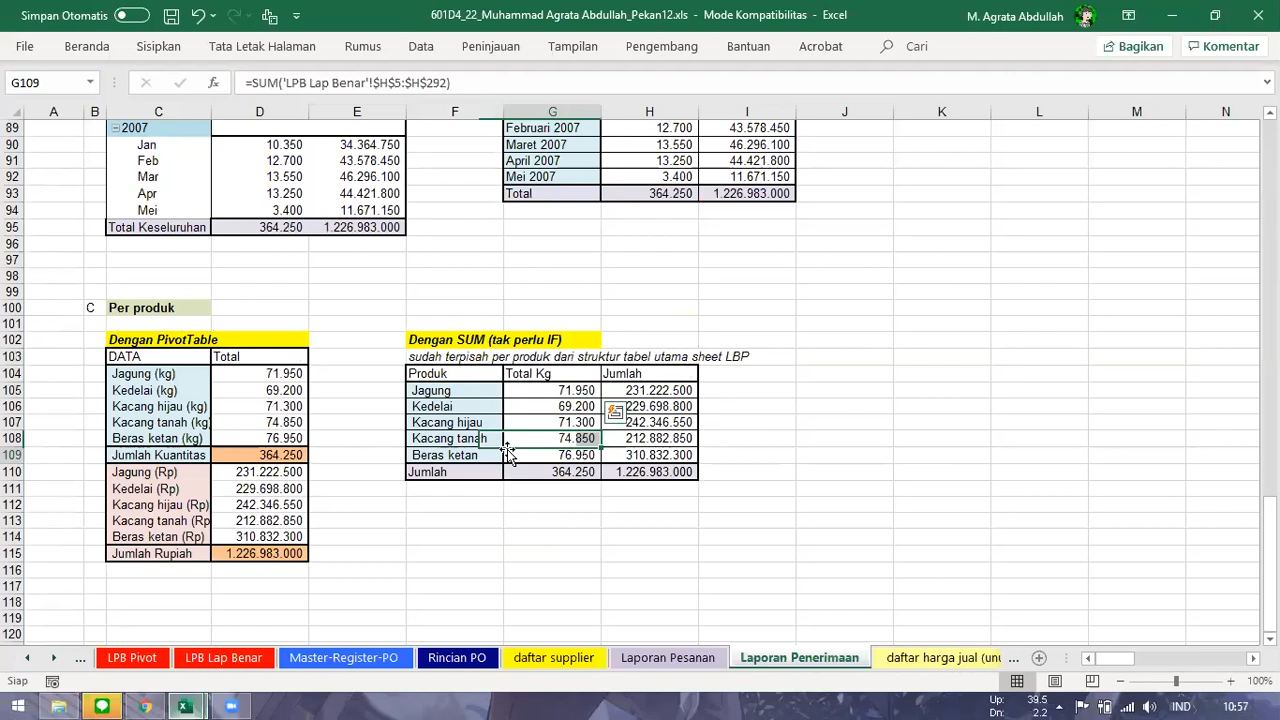 Simpan Otomatis
601D4_22_Muhammad Agrata Abdullah_Pekan12.xls - Mode Kompatibilitas - Excel
M. Agrata Abdullah
File Beranda Sisipkan Tata Letak Halaman Rumus Data Peninjauan Tampilan Pengembang Bantuan Acrobat Cari Bagikan Komentar
G109 fx =SUM('LPB Lap Benar'!$H$5:$H$292)
A B C D E F G H I J K L M N
89 2007 Februari 2007 12.700 43.578.450
90 Jan 10.350 34.364.750 Maret 2007 13.550 46.296.100
91 Feb 12.700 43.578.450 April 2007 13.250 44.421.800
92 Mar 13.550 46.296.100 Mei 2007 3.400 11.671.150
93 Apr 13.250 44.421.800 Total 364.250 1.226.983.000
94 Mei 3.400 11.671.150
95 Total Keseluruhan 364.250 1.226.983.000
96
97
98
99
100 C Per produk
101
102 Dengan PivotTable Dengan SUM (tak perlu IF)
103 DATA Total sudah terpisah per produk dari struktur tabel utama sheet LBP
104 Jagung (kg) 71.950 Produk Total Kg Jumlah
105 Kedelai (kg) 69.200 Jagung 71.950 231.222.500
106 Kacang hijau (kg) 71.300 Kedelai 69.200 229.698.800
107 Kacang tanah (kg 74.850 Kacang hijau 71.300 242.346.550
108 Beras ketan (kg) 76.950 Kacang tanah 74.850 212.882.850
109 Jumlah Kuantitas 364.250 Beras ketan 76.950 310.832.300
110 Jagung (Rp) 231.222.500 Jumlah 364.250 1.226.983.000
111 Kedelai (Rp) 229.698.800
112 Kacang hijau (Rp) 242.346.550
113 Kacang tanah (Rp 212.882.850
114 Beras ketan (Rp) 310.832.300
115 Jumlah Rupiah 1.226.983.000
116
117
118
119
120
... LPB Pivot LPB Lap Benar Master-Register-PO Rincian PO daftar supplier Laporan Pesanan Laporan Penerimaan daftar harga jual (unt ...
Siap 100%
Up: 39.5
Dn: 2.2
IND 10:57